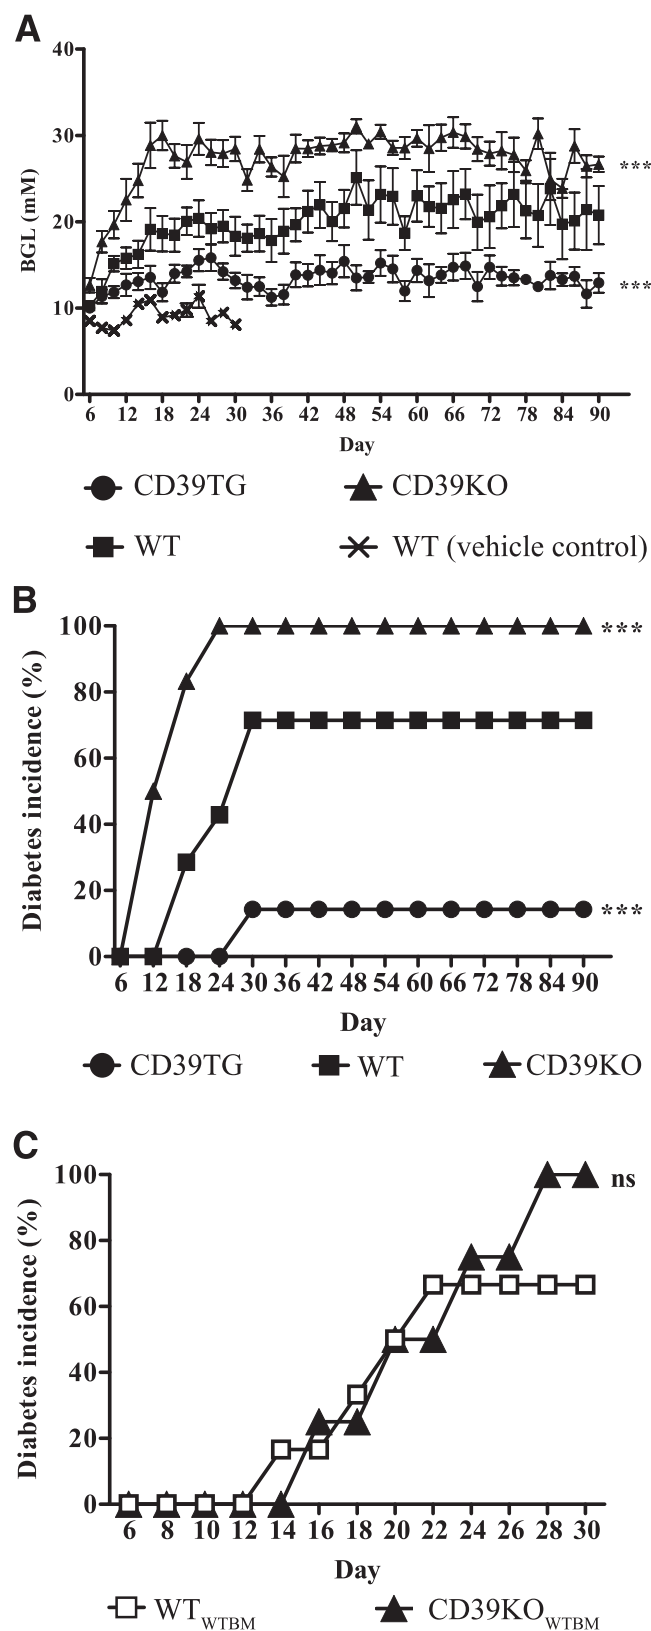 A
40
30
20
10
0
BGL (mM)
***
***
6 12 18 24 30 36 42 48 54 60 66 72 78 84 90
Day
CD39TG CD39KO
WT WT (vehicle control)
B
100
80
60
40
20
0
Diabetes incidence (%)
***
***
6 12 18 24 30 36 42 48 54 60 66 72 78 84 90
Day
CD39TG WT CD39KO
C
100
80
60
40
20
0
Diabetes incidence (%)
ns
6 8 10 12 14 16 18 20 22 24 26 28 30
Day
WTWTBM CD39KOWTBM